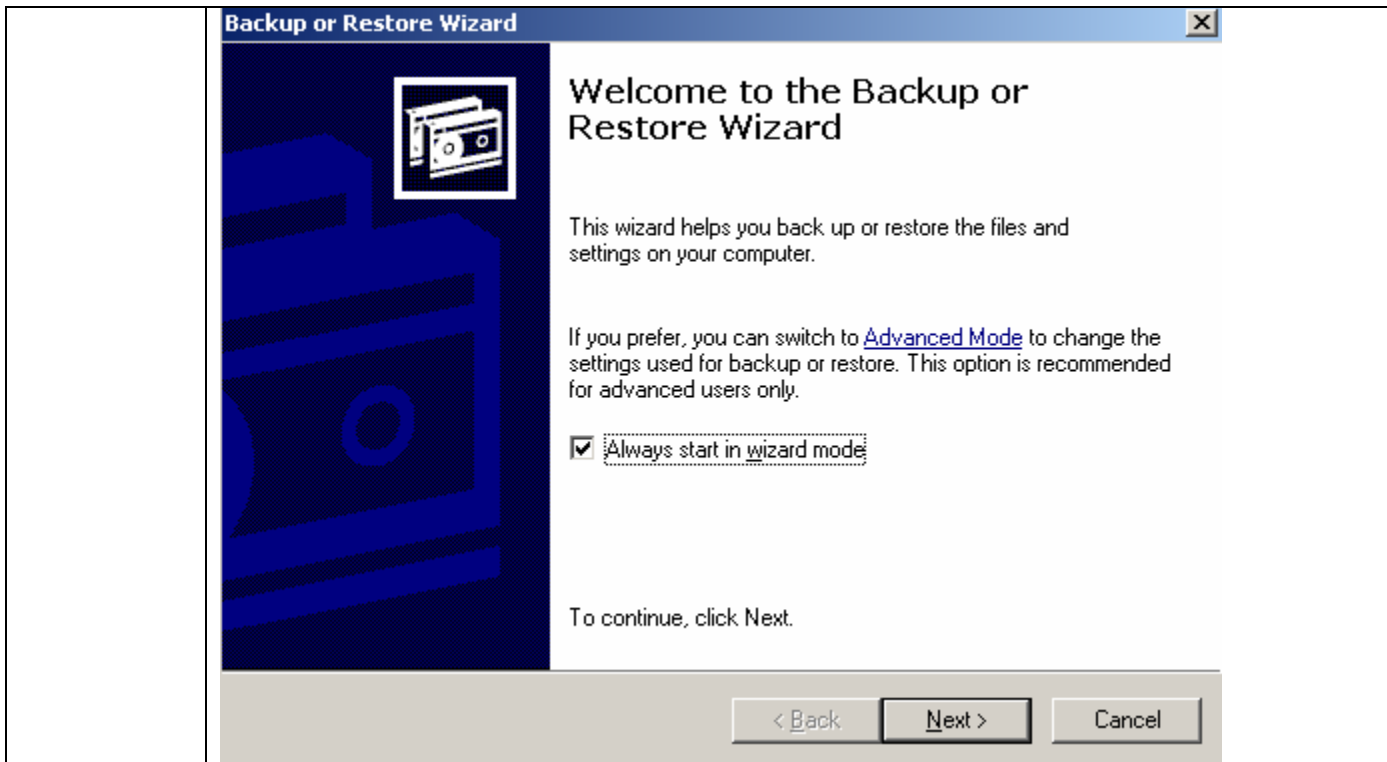 Backup or Restore Wizard
Welcome to the Backup or
Restore Wizard
This wizard helps you back up or restore the files and
settings on your computer.
If you prefer, you can switch to Advanced Mode to change the
settings used for backup or restore. This option is recommended
for advanced users only.
Always start in wizard mode
To continue, click Next.
< Back
Next >
Cancel